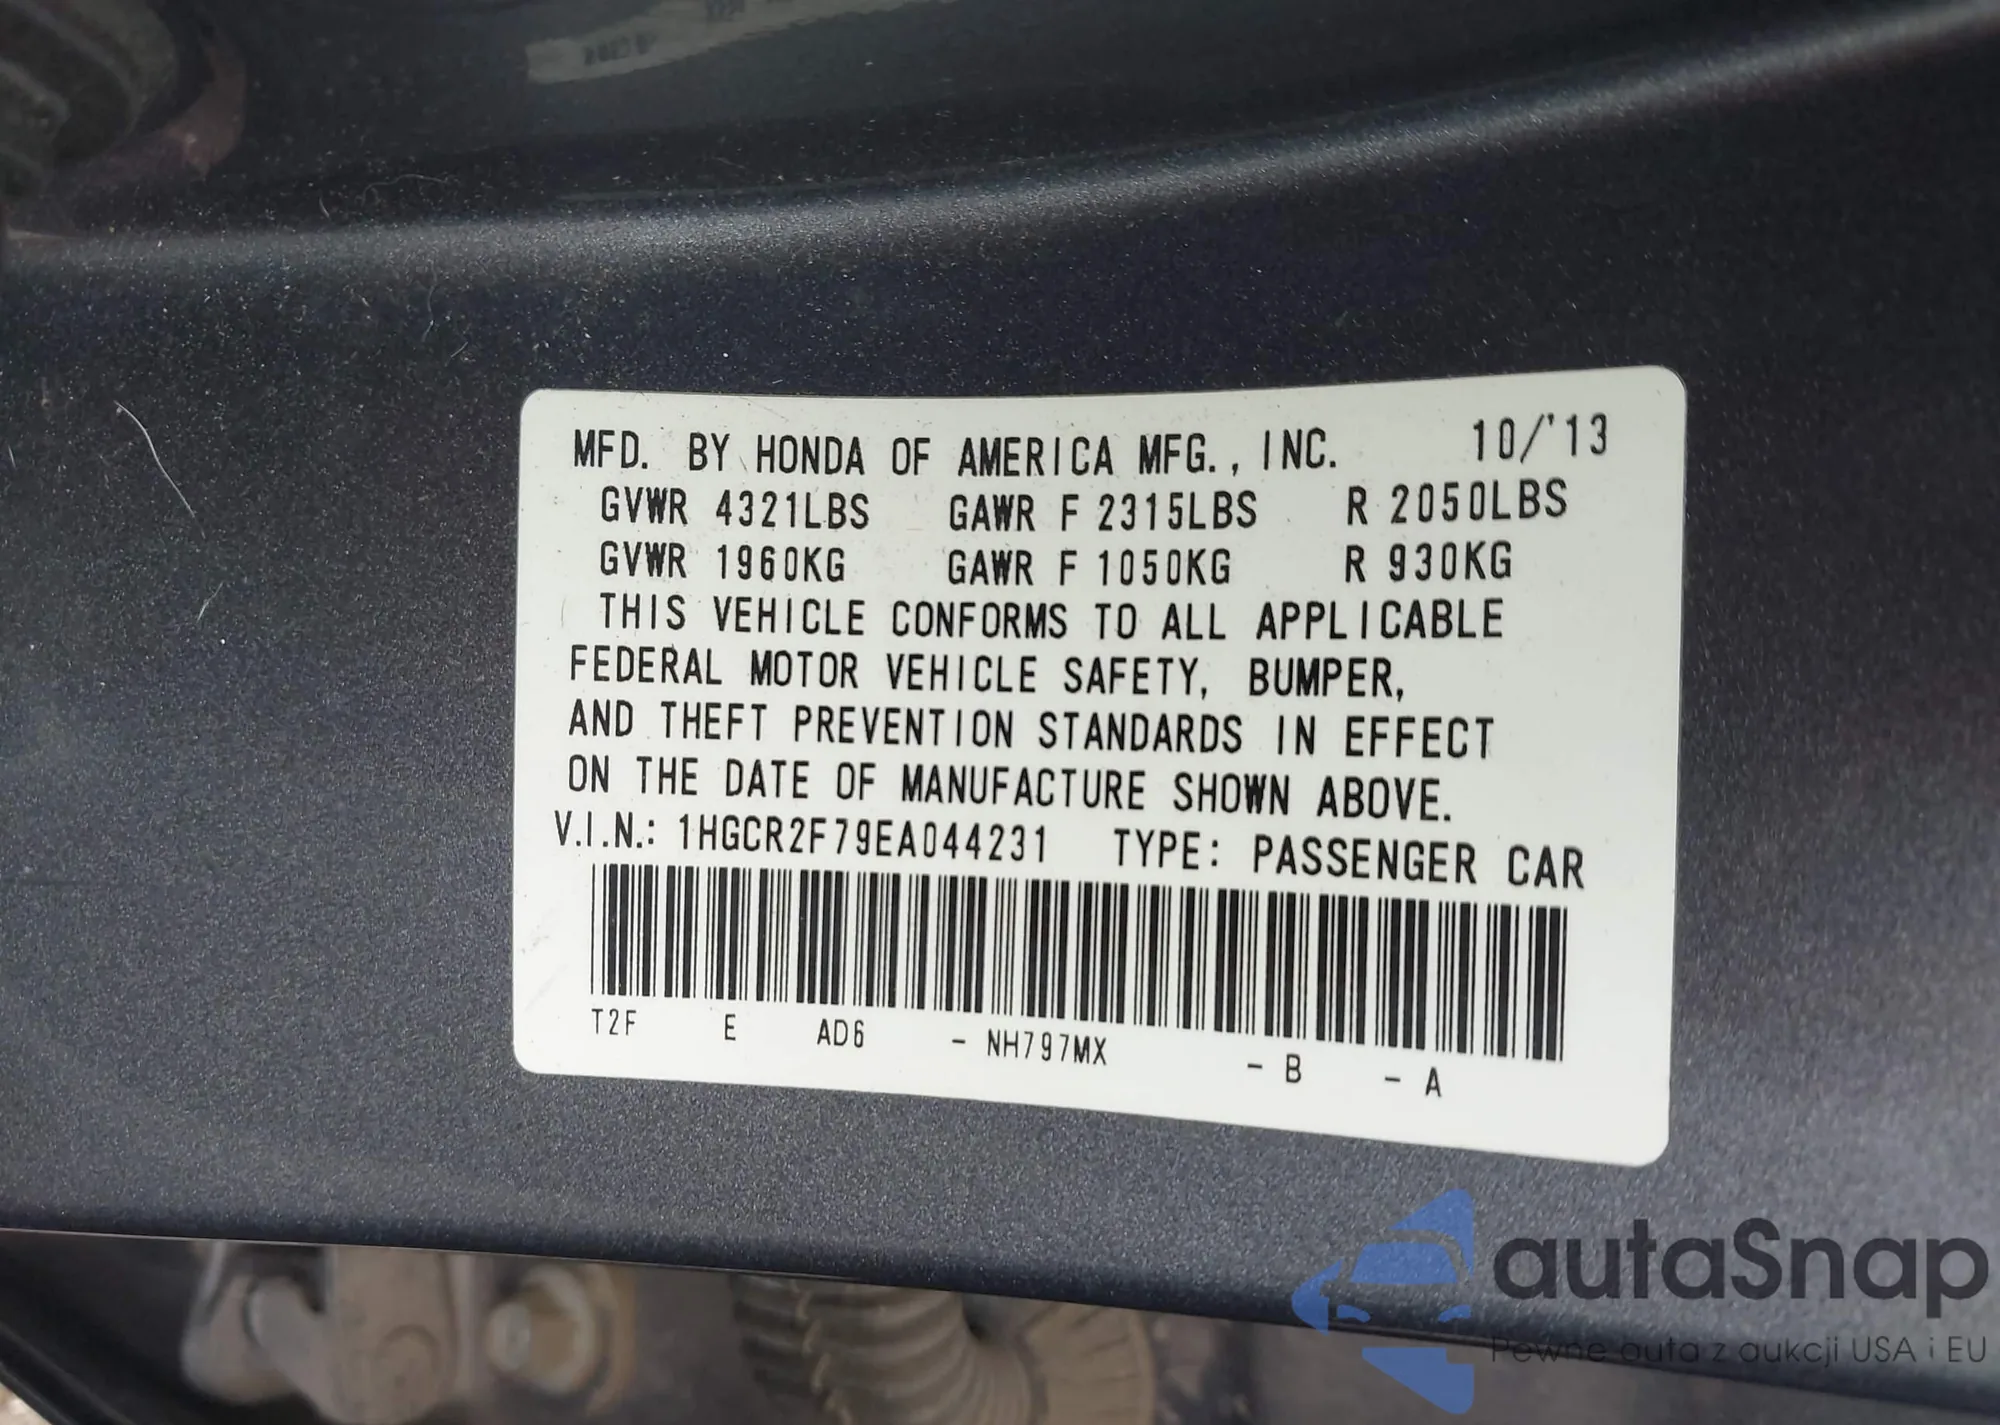 MFD. BY HONDA OF AMERICA MFG., INC. 10/'13
GVWR 4321LBS GAWR F 2315LBS R 2050LBS
GVWR 1960KG GAWR F 1050KG R 930KG
THIS VEHICLE CONFORMS TO ALL APPLICABLE
FEDERAL MOTOR VEHICLE SAFETY, BUMPER,
AND THEFT PREVENTION STANDARDS IN EFFECT
ON THE DATE OF MANUFACTURE SHOWN ABOVE.
V.I.N.: 1HGCR2F79EA044231 TYPE: PASSENGER CAR
T2F E AD6 - NH797MX - B - A
autaSnap
Pewne auta z aukcji USA i EU